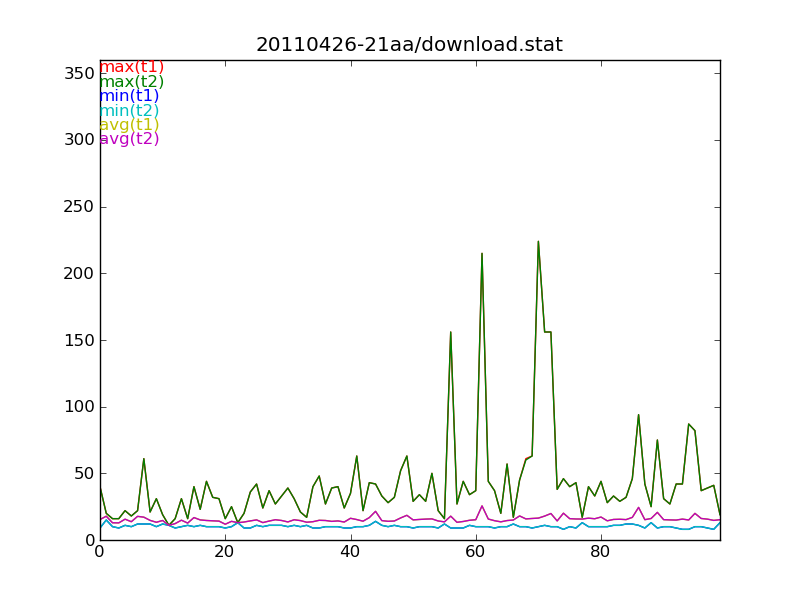 20110426-21aa/download.stat
max(t1)
max(t2)
min(t1)
min(t2)
avg(t1)
avg(t2)
350
300
250
200
150
100
50
0
0 20 40 60 80